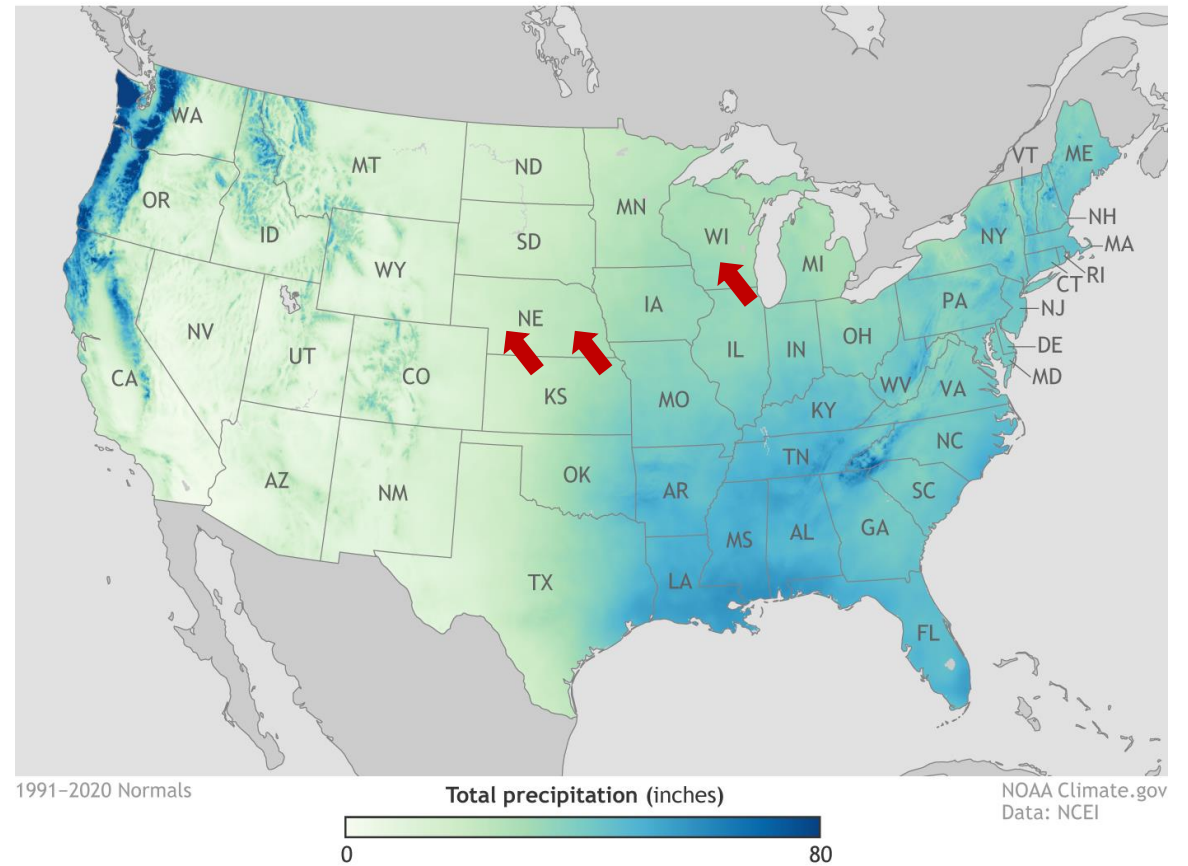 WA
MT
ND
MN
VT
ME
OR
ID
SD
WI
NY
NH
MA
WY
MI
CT
RI
NE
IA
PA
NJ
NV
UT
IL
IN
OH
DE
MD
CA
CO
KS
MO
WV
VA
KY
NC
TN
AZ
NM
OK
AR
SC
MS
AL
GA
TX
LA
FL
1991–2020 Normals
NOAA Climate.gov
Data: NCEI
Total precipitation (inches)
0
80